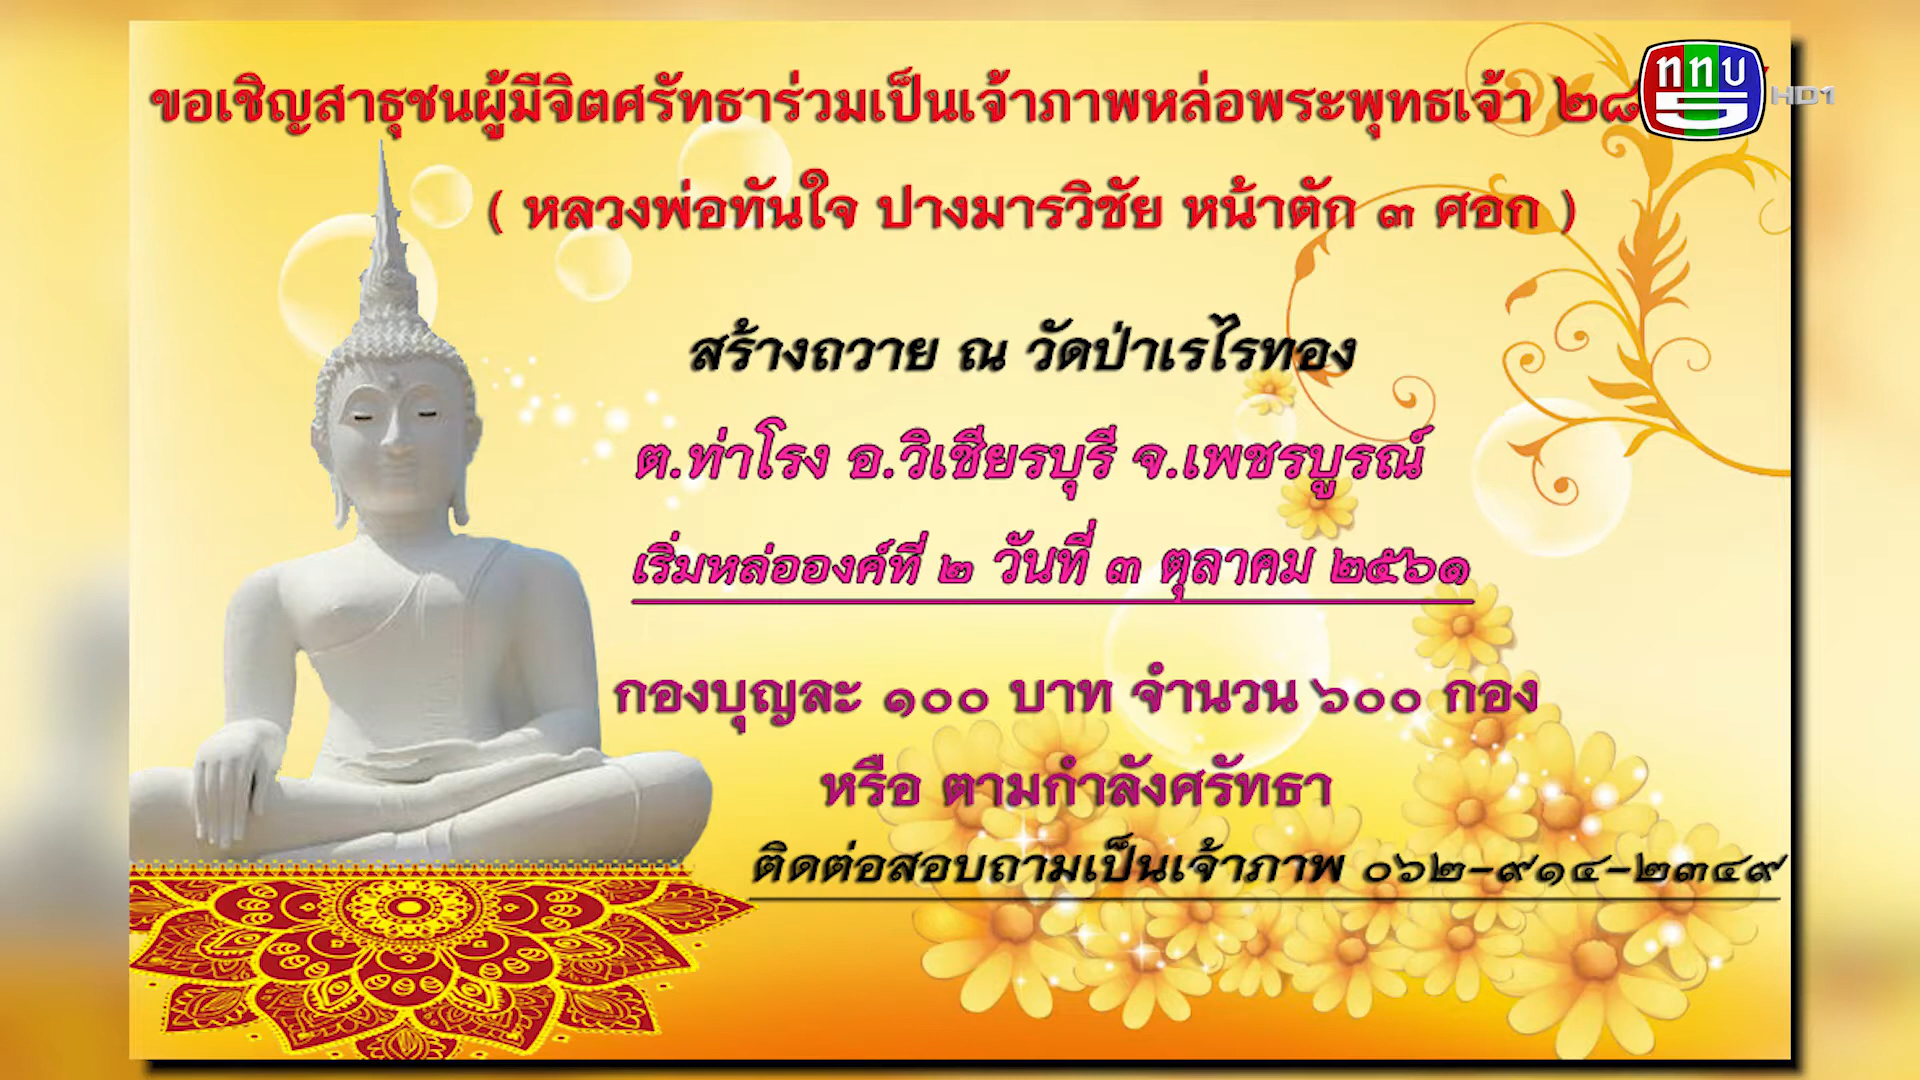 ขอเชิญสาธุชนผู้มีจิตศรัทธาร่วมเป็นเจ้าภาพหล่อพระพุทธเจ้า ๒๘
ททบ 5 HD1
( หลวงพ่อทันใจ ปางมารวิชัย หน้าตัก ๓ ศอก )
สร้างถวาย ณ วัดป่าเรไรทอง
ต.ท่าโรง อ.วิเชียรบุรี จ.เพชรบูรณ์
เริ่มหล่อองค์ที่ ๒ วันที่ ๓ ตุลาคม ๒๕๖๑
กองบุญละ ๑๐๐ บาท จำนวน ๖๐๐ กอง
หรือ ตามกำลังศรัทธา
ติดต่อสอบถามเป็นเจ้าภาพ ๐๖๒-๙๑๔-๒๓๔๙